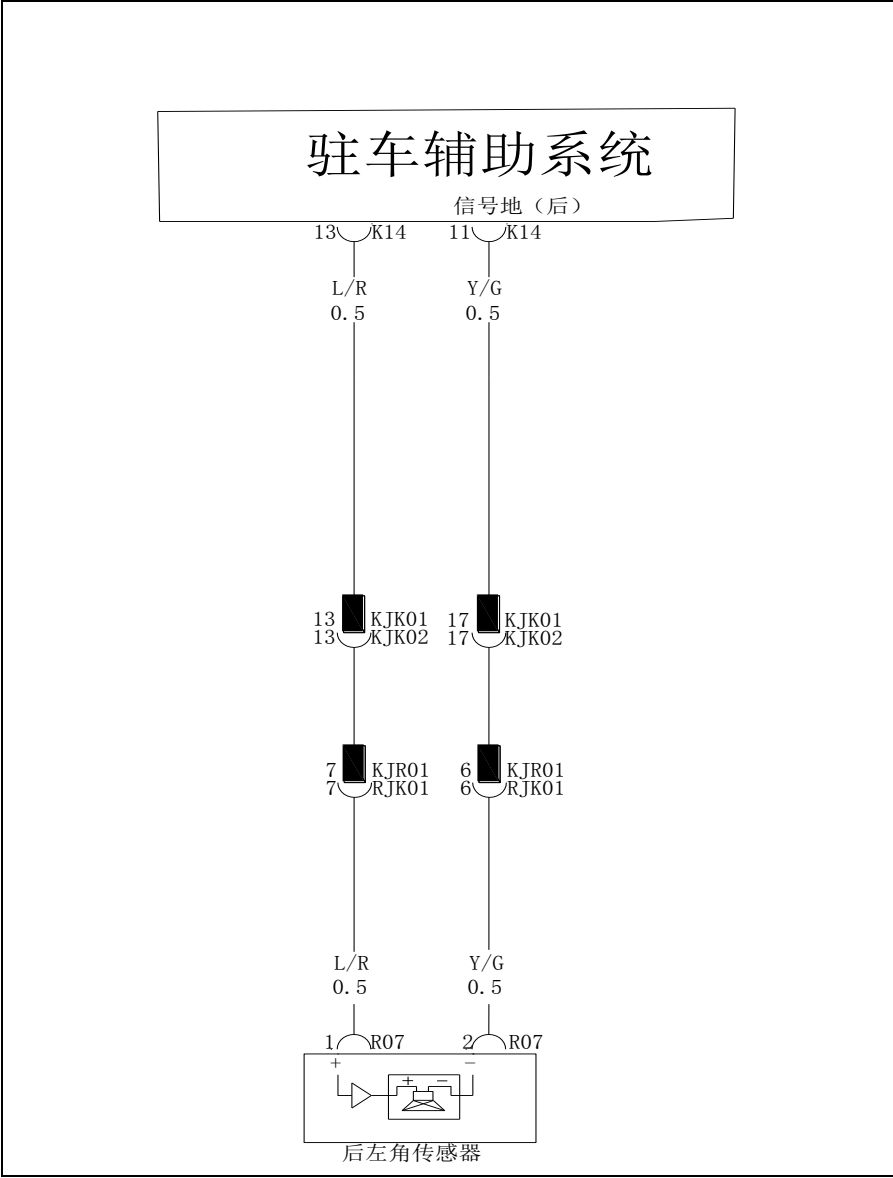 驻车辅助系统
信号地（后）
13 K14 11 K14
L/R Y/G
0.5 0.5
13 KJK01 17 KJK01
13 KJK02 17 KJK02
7 KJR01 6 KJR01
7 RJK01 6 RJK01
L/R Y/G
0.5 0.5
1 R07 2 R07
+ −
+ −
后左角传感器